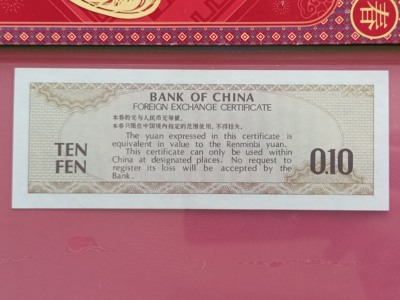 春
BANK OF CHINA
FOREIGN EXCHANGE CERTIFICATE
本券的元与人民币元等值。
本券只限在中国境内指定的范围使用，不得挂失。
The yuan expressed in this certificate is
equivalent in value to the Renminbi yuan.
This certificate can only be used within
China at designated places. No request to
register its loss will be accepted by the
Bank.
TEN
FEN
0.10